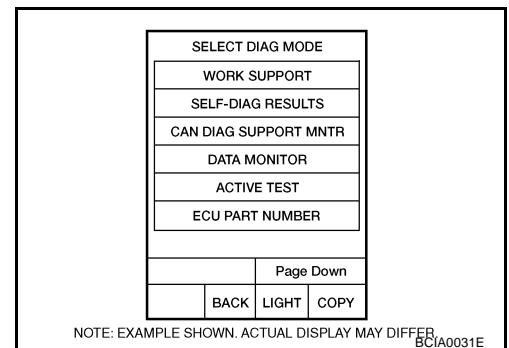 SELECT DIAG MODE
WORK SUPPORT
SELF-DIAG RESULTS
CAN DIAG SUPPORT MNTR
DATA MONITOR
ACTIVE TEST
ECU PART NUMBER
Page Down
BACK LIGHT COPY
NOTE: EXAMPLE SHOWN. ACTUAL DISPLAY MAY DIFFER.
BCIA0031E